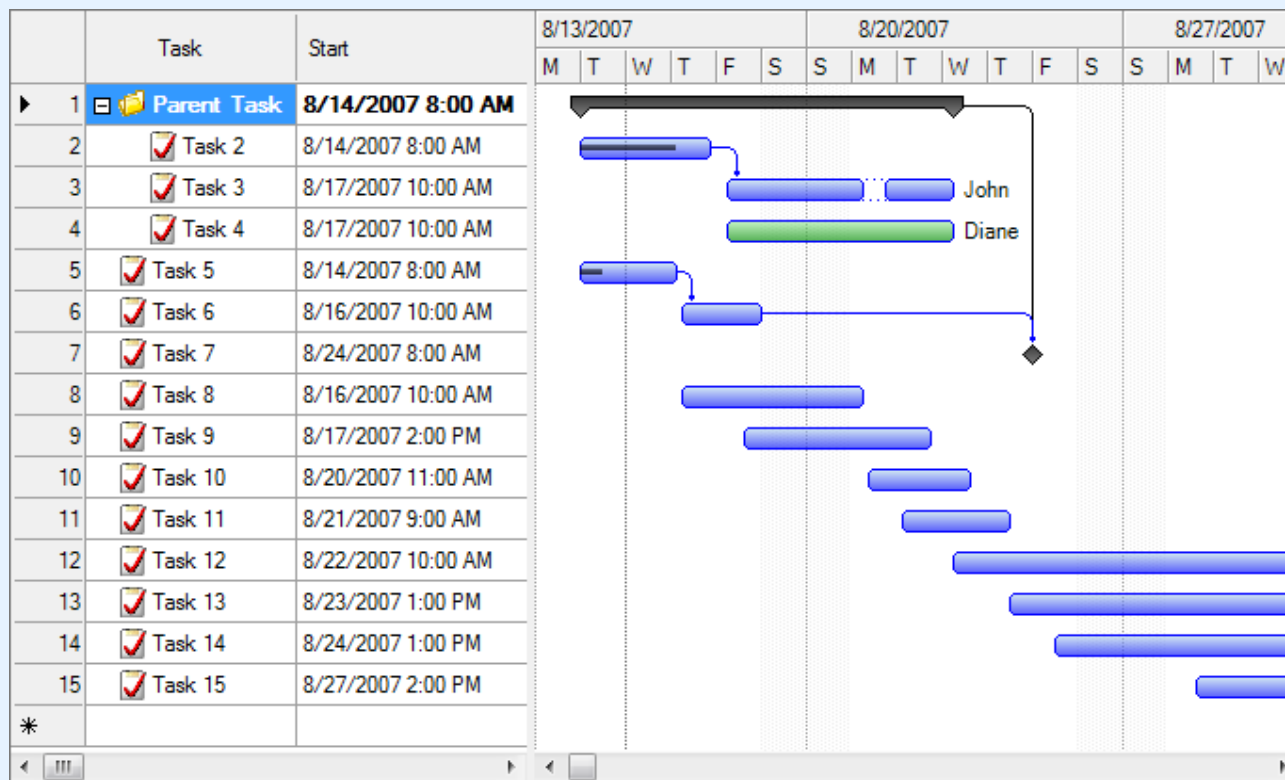 Task Start 8/13/2007 8/20/2007 8/27/2007
M T W T F S S M T W T F S S M T W
1 Parent Task 8/14/2007 8:00 AM
2 Task 2 8/14/2007 8:00 AM
3 Task 3 8/17/2007 10:00 AM John
4 Task 4 8/17/2007 10:00 AM Diane
5 Task 5 8/14/2007 8:00 AM
6 Task 6 8/16/2007 10:00 AM
7 Task 7 8/24/2007 8:00 AM
8 Task 8 8/16/2007 10:00 AM
9 Task 9 8/17/2007 2:00 PM
10 Task 10 8/20/2007 11:00 AM
11 Task 11 8/21/2007 9:00 AM
12 Task 12 8/22/2007 10:00 AM
13 Task 13 8/23/2007 1:00 PM
14 Task 14 8/24/2007 1:00 PM
15 Task 15 8/27/2007 2:00 PM